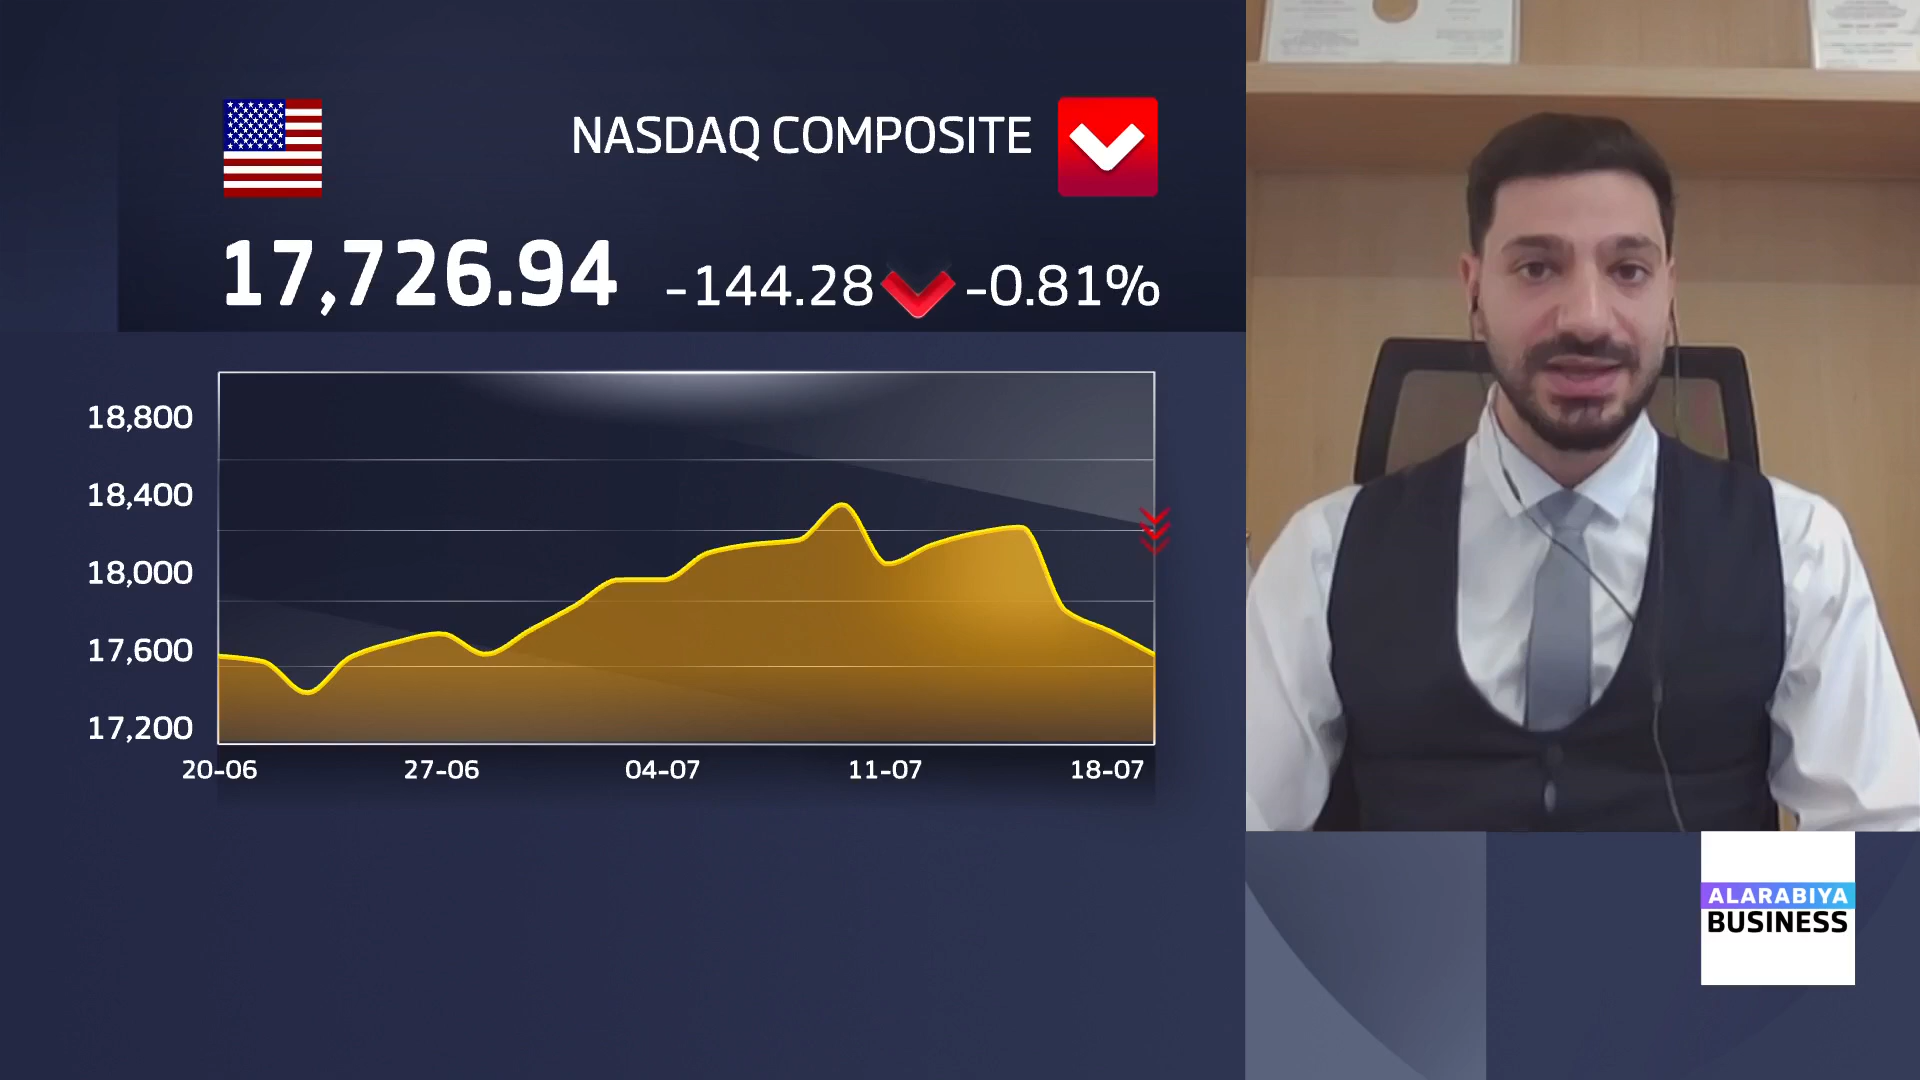 NASDAQ COMPOSITE
17,726.94 -144.28 -0.81%
18,800
18,400
18,000
17,600
17,200
20-06 27-06 04-07 11-07 18-07
ALARABIYA
BUSINESS